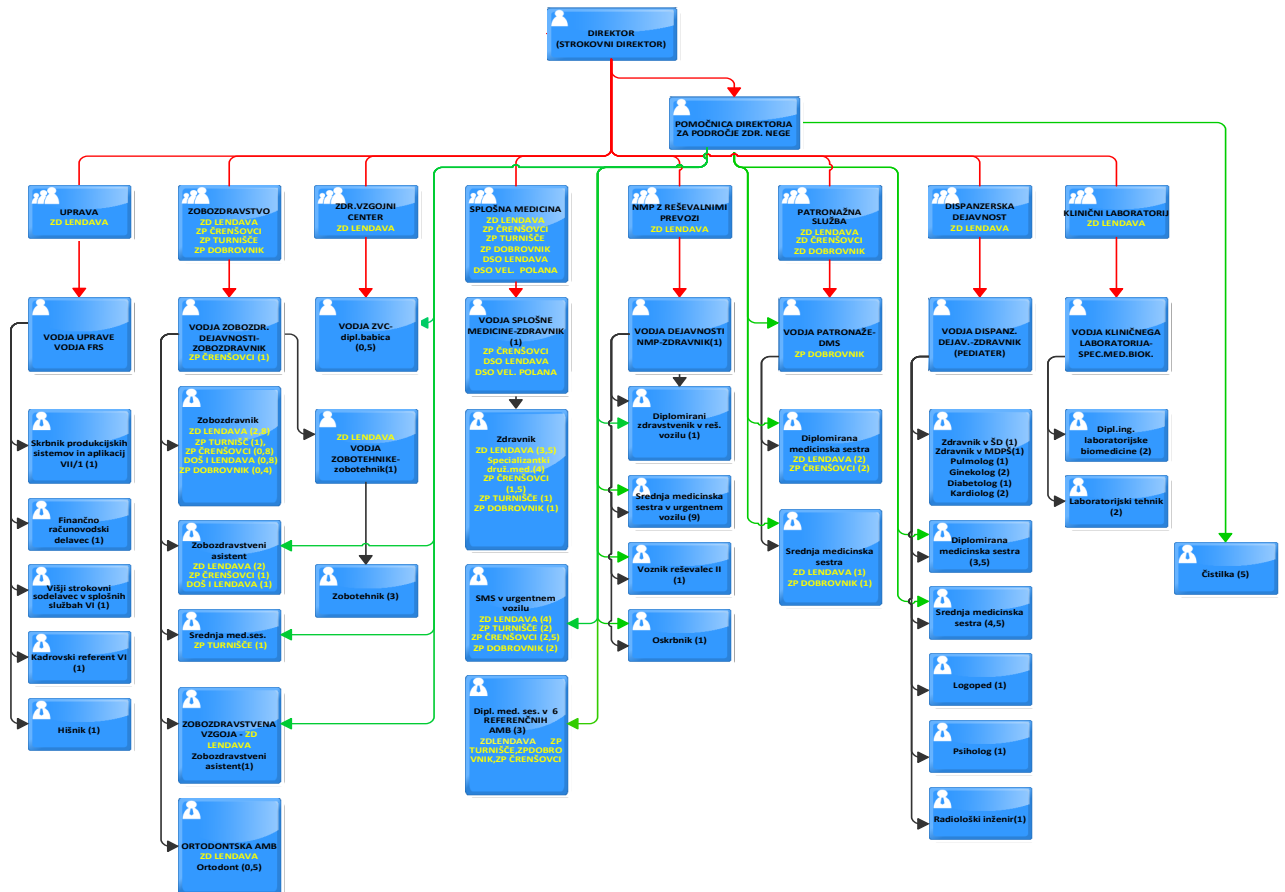 DIREKTOR
(STROKOVNI DIREKTOR)
POMOČNICA DIREKTORJA
ZA PODROČJE ZDR. NEGE
UPRAVA
ZD LENDAVA
ZOBOZDRAVSTVO
ZD LENDAVA
ZP ČRENŠOVCI
ZP TURNIŠČE
ZP DOBROVNIK
ZDR.VZGOJNI
CENTER
ZD LENDAVA
SPLOŠNA MEDICINA
ZD LENDAVA
ZP ČRENŠOVCI
ZP TURNIŠČE
ZP DOBROVNIK
DSO LENDAVA
DSO VEL. POLANA
NMP Z REŠEVALNIMI
PREVOZI
ZD LENDAVA
PATRONAŽNA
SLUŽBA
ZD LENDAVA
ZD ČRENŠOVCI
ZD DOBROVNIK
DISPANZERSKA
DEJAVNOST
ZD LENDAVA
KLINIČNI LABORATORIJ
ZD LENDAVA
VODJA UPRAVE
VODJA FRS
VODJA ZOBOZDR.
DEJAVNOSTI-
ZOBOZDRAVNIK
ZP ČRENŠOVCI (1)
VODJA ZVC-
dipl.babica
(0,5)
VODJA SPLOŠNE
MEDICINE-ZDRAVNIK
(1)
ZP ČRENŠOVCI
DSO LENDAVA
DSO VEL. POLANA
VODJA DEJAVNOSTI
NMP-ZDRAVNIK(1)
VODJA PATRONAŽE-
DMS
ZP DOBROVNIK
VODJA DISPANZ.
DEJAV.-ZDRAVNIK
(PEDIATER)
VODJA KLINIČNEGA
LABORATORIJA-
SPEC.MED.BIOK.
Skrbnik produkcijskih
sistemov in aplikacij
VII/1 (1)
Finančno
računovodski
delavec (1)
Višji strokovni
sodelavec v splošnih
službah VI (1)
Kadrovski referent VI
(1)
Hišnik (1)
Zobozdravnik
ZD LENDAVA (2,8)
ZP TURNIŠČ (1),
ZP ČRENŠOVCI (0,8)
DOŠ I LENDAVA (0,8)
ZP DOBROVNIK (0,4)
Zobozdravstveni
asistent
ZD LENDAVA (2)
ZP ČRENŠOVCI (1)
DOŠ I LENDAVA (1)
Srednja med.ses.
ZP TURNIŠČE (1)
ZOBOZDRAVSTVENA
VZGOJA - ZD
LENDAVA
Zobozdravstveni
asistent(1)
ORTODONTSKA AMB
ZD LENDAVA
Ortodont (0,5)
ZD LENDAVA
VODJA
ZOBOTEHNIKE-
zobotehnik(1)
Zobotehnik (3)
Zdravnik
ZD LENDAVA (3,5)
Specializantki
druž.med.(4)
ZP ČRENŠOVCI
(1,5)
ZP TURNIŠČE (1)
ZP DOBROVNIK (1)
SMS v urgentnem
vozilu
ZD LENDAVA (4)
ZP TURNIŠČE (2)
ZP ČRENŠOVCI (2,5)
ZP DOBROVNIK (2)
Dipl. med. ses. v 6
REFERENČNIH
AMB (3)
ZDLENDAVA ZP
TURNIŠČE,ZPDOBRO
VNIK,ZP ČRENŠOVCI
Diplomirani
zdravstvenik v reš.
vozilu (1)
Srednja medicinska
sestra v urgentnem
vozilu (9)
Voznik reševalec II
(1)
Oskrbnik (1)
Diplomirana
medicinska sestra
ZD LENDAVA (2)
ZP ČRENŠOVCI (2)
Srednja medicinska
sestra
ZD LENDAVA (1)
ZP DOBROVNIK (1)
Zdravnik v ŠD (1)
Zdravnik v MDPŠ(1)
Pulmolog (1)
Ginekolog (2)
Diabetolog (1)
Kardiolog (2)
Diplomirana
medicinska sestra
(3,5)
Srednja medicinska
sestra (4,5)
Logoped (1)
Psiholog (1)
Radiološki inženir(1)
Dipl.ing.
laboratorijske
biomedicine (2)
Laboratorijski tehnik
(2)
Čistilka (5)